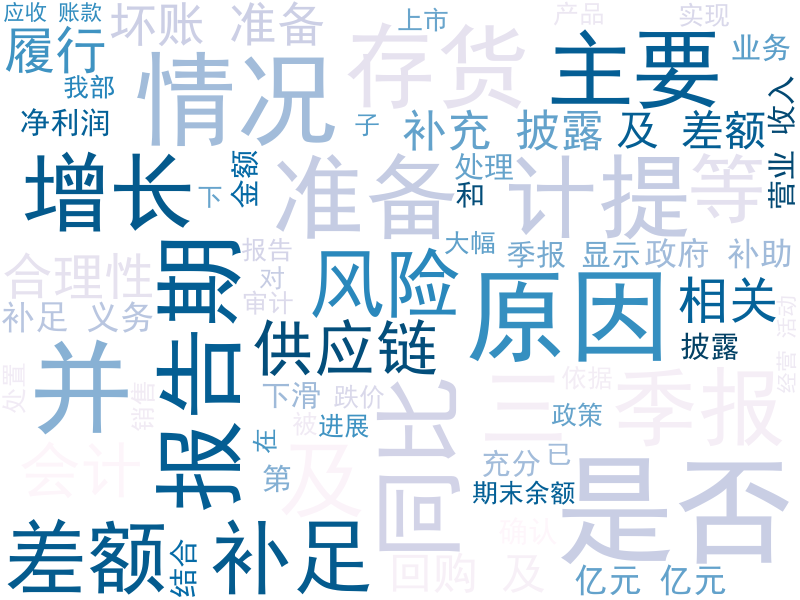 应收 账款
坏账 准备
上市
产品
实现
履行
情况
存货
主要
业务
我部
净利润
子
补充 披露
及 差额
收入
增长
下
金额
准备
处理
和
计提
等
营业
合理性
报告期
报告
对
审计
大幅
季报 显示
政府 补助
风险
原因
相关
补足 义务
供应链
披露
活动
并
处置
销售
下滑
跌价
同比
三
依据
季报
经营
被
进展
政策
会计
在
第
及
充分
已
是否
期末余额
差额
结合
补足
确认
回购 及
亿元 亿元